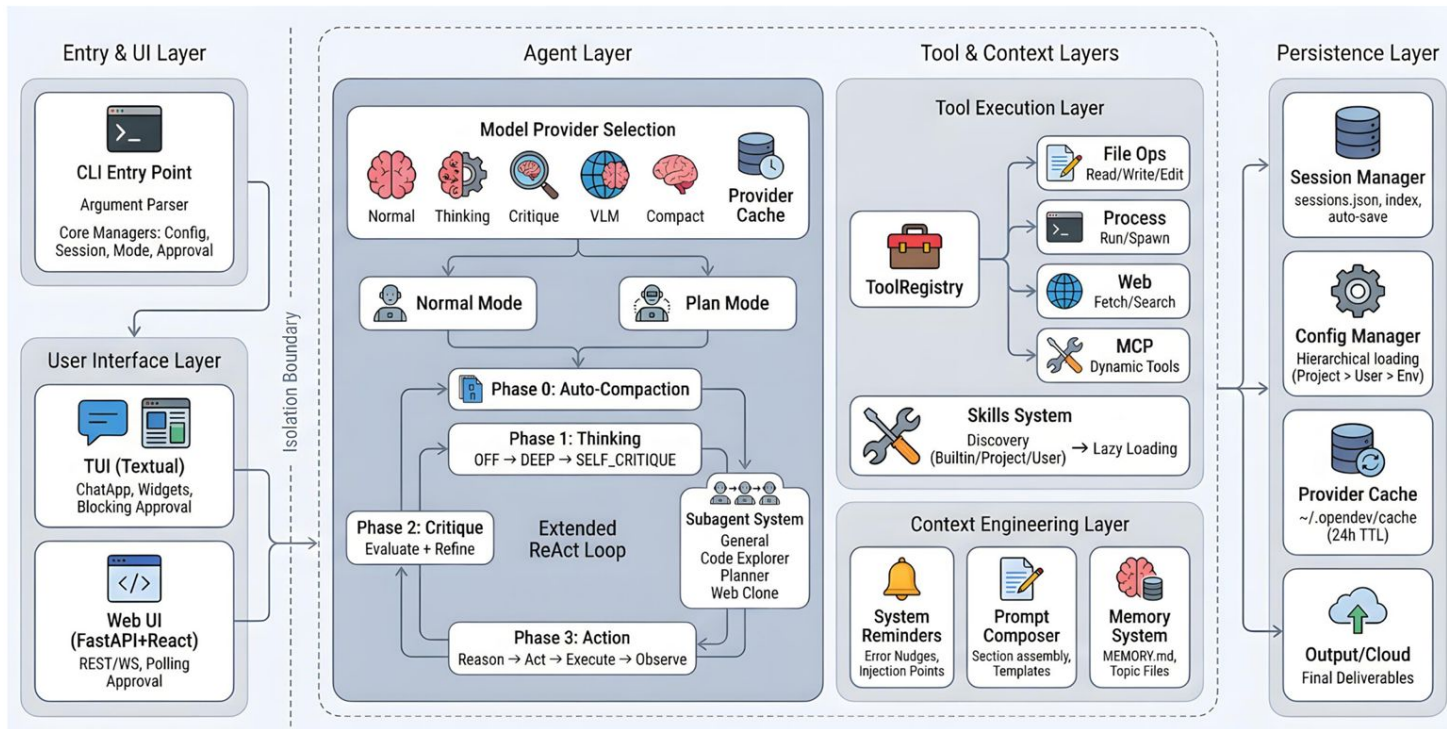 Entry & UI Layer
CLI Entry Point
Argument Parser
Core Managers: Config,
Session, Mode, Approval
User Interface Layer
TUI (Textual)
ChatApp, Widgets,
Blocking Approval
Web UI
(FastAPI+React)
REST/WS, Polling
Approval
Isolation Boundary
Agent Layer
Model Provider Selection
Normal
Thinking
Critique
VLM
Compact
Provider
Cache
Normal Mode
Plan Mode
Phase 0: Auto-Compaction
Phase 1: Thinking
OFF → DEEP → SELF_CRITIQUE
Phase 2: Critique
Evaluate + Refine
Extended
ReAct Loop
Subagent System
General
Code Explorer
Planner
Web Clone
Phase 3: Action
Reason → Act → Execute → Observe
Tool & Context Layers
Tool Execution Layer
ToolRegistry
File Ops
Read/Write/Edit
Process
Run/Spawn
Web
Fetch/Search
MCP
Dynamic Tools
Skills System
Discovery
(Builtin/Project/User)
→ Lazy Loading
Context Engineering Layer
System
Reminders
Error Nudges,
Injection Points
Prompt
Composer
Section assembly,
Templates
Memory
System
MEMORY.md,
Topic Files
Persistence Layer
Session Manager
sessions.json, index,
auto-save
Config Manager
Hierarchical loading
(Project > User > Env)
Provider Cache
~/.opendev/cache
(24h TTL)
Output/Cloud
Final Deliverables